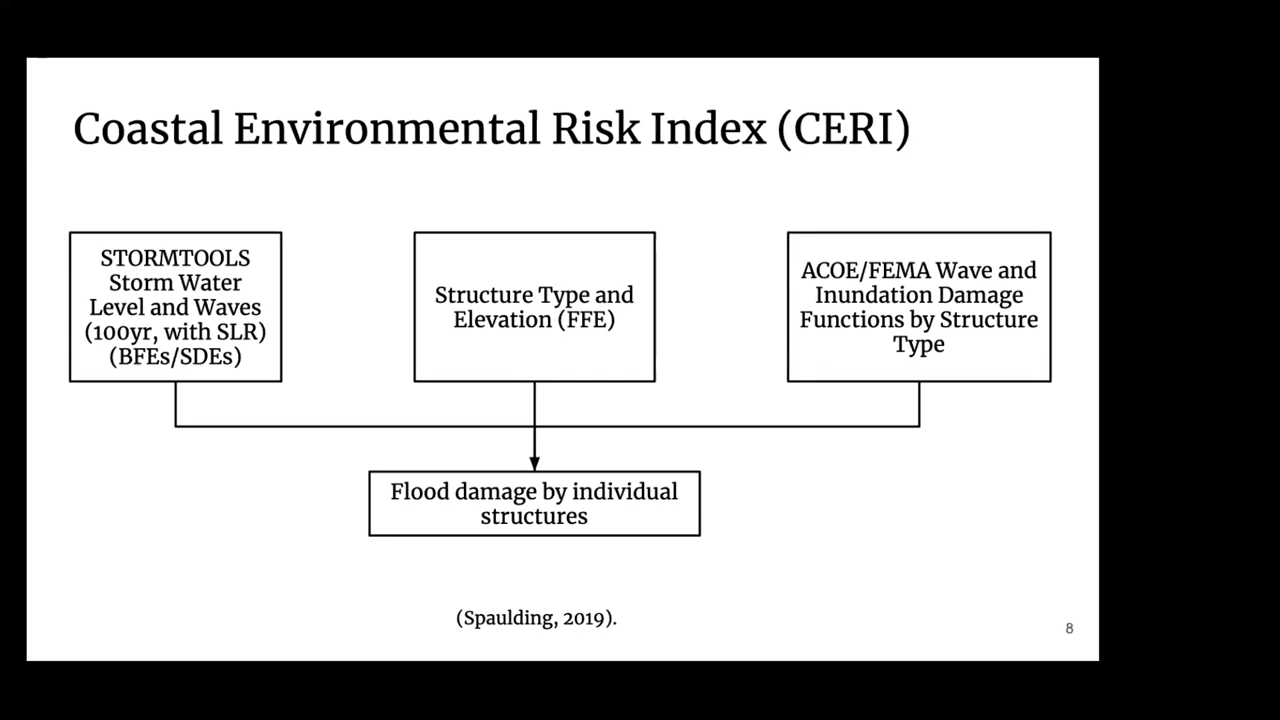 Coastal Environmental Risk Index (CERI)
STORMTOOLS
Storm Water
Level and Waves
(100yr, with SLR)
(BFEs/SDEs)
Structure Type and
Elevation (FFE)
ACOE/FEMA Wave and
Inundation Damage
Functions by Structure
Type
Flood damage by individual
structures
(Spaulding, 2019).
8